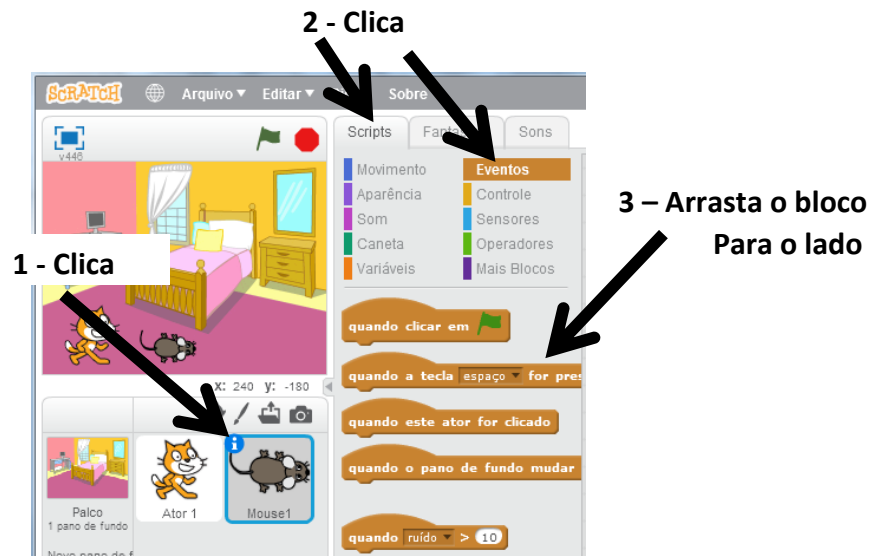 2 - Clica
SCRATCH Arquivo Editar Sobre
v446
Scripts Sons
Movimento Eventos
Aparência Controle
Som Sensores
Caneta Operadores
Variáveis Mais Blocos
3 – Arrasta o bloco
Para o lado
1 - Clica
quando clicar em
quando a tecla espaço for pres
quando este ator for clicado
quando o pano de fundo mudar
quando ruído > 10
x: 240 y: -180
Palco
1 pano de fundo
Ator 1
Mouse1